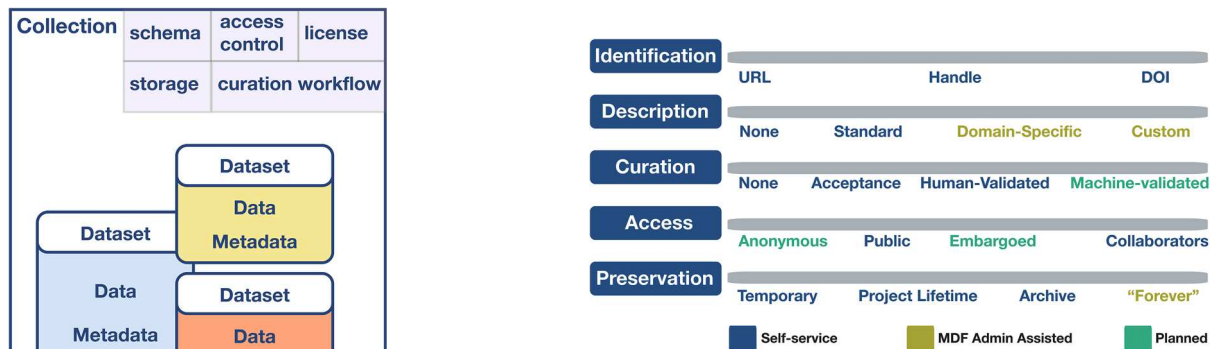 Collection
schema
access control
license
storage
curation workflow
Dataset
Data
Metadata
Dataset
Data
Metadata
Dataset
Data
Identification
URL Handle DOI
Description
None Standard Domain-Specific Custom
Curation
None Acceptance Human-Validated Machine-validated
Access
Anonymous Public Embargoed Collaborators
Preservation
Temporary Project Lifetime Archive “Forever”
Self-service MDF Admin Assisted Planned